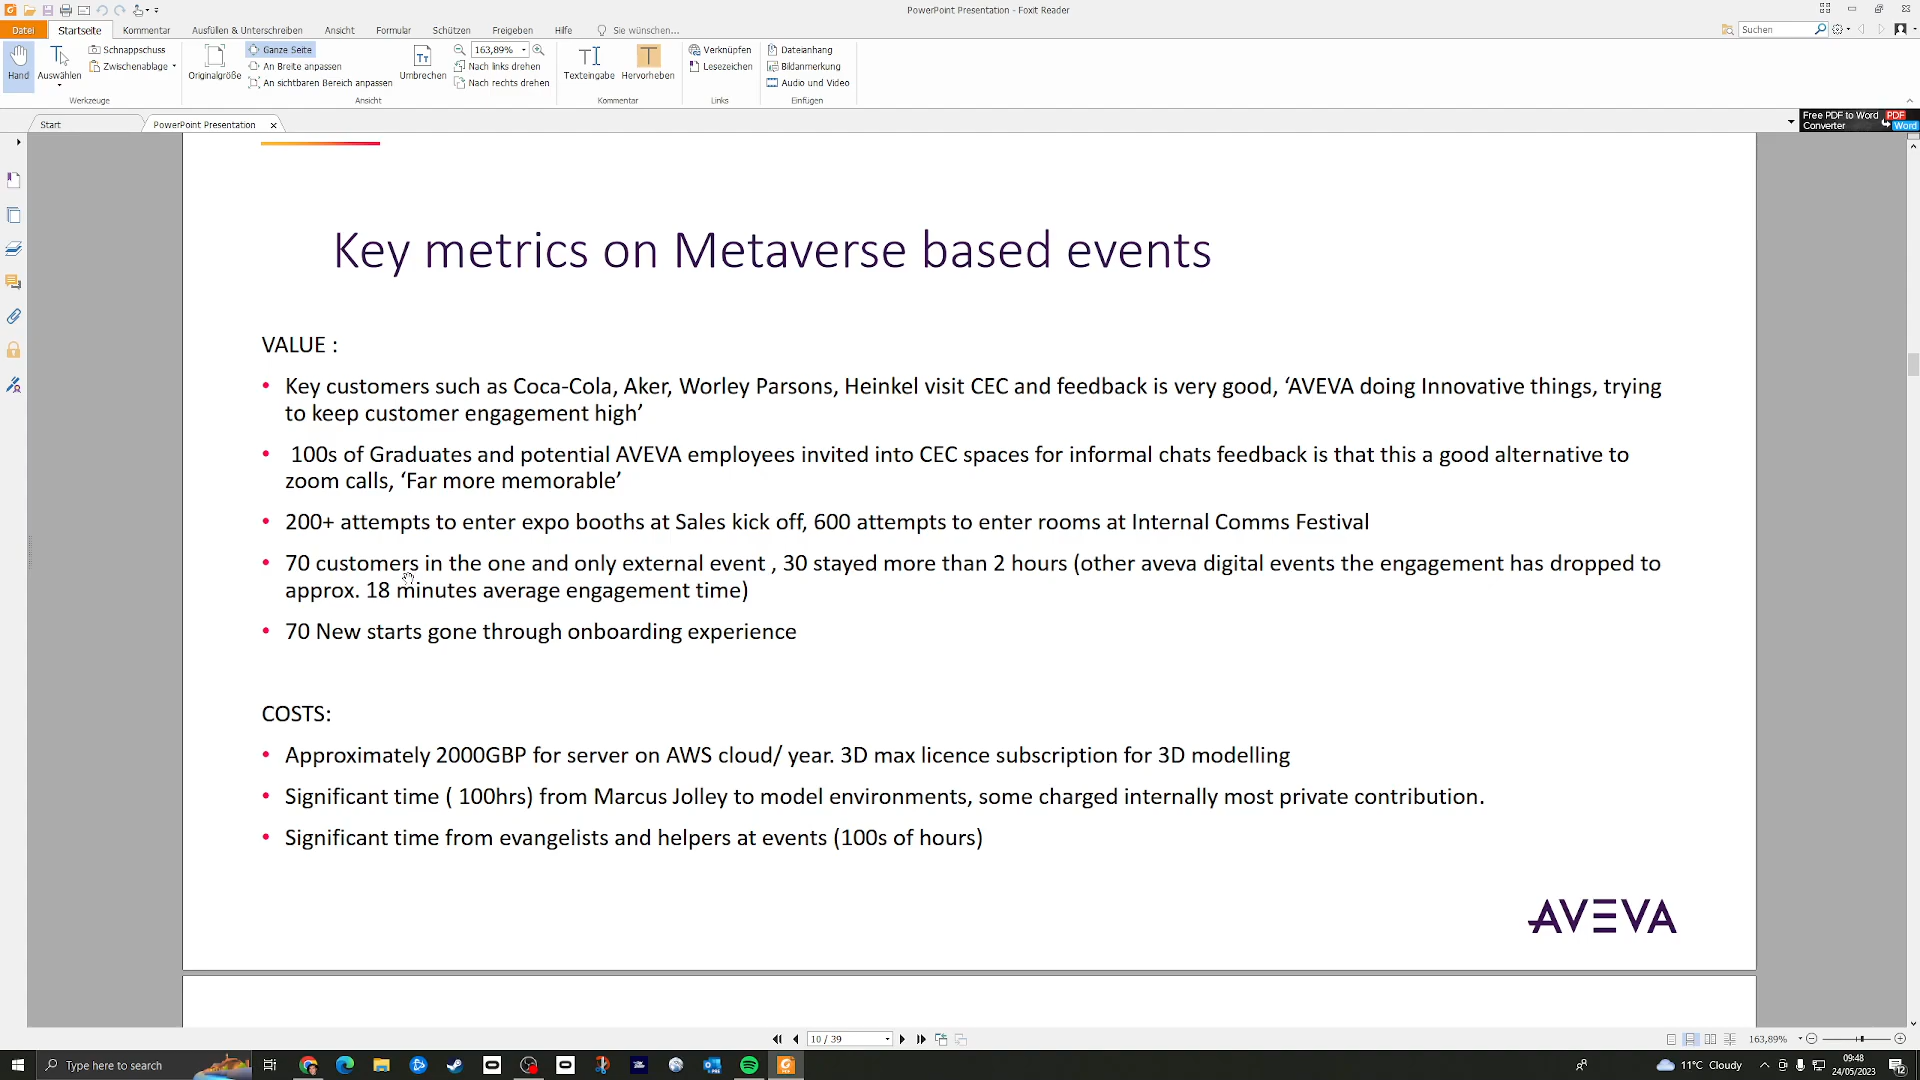 PowerPoint Presentation - Foxit Reader
Datei Startseite Kommentar Ausfüllen & Unterschreiben Ansicht Formular Schützen Freigeben Hilfe Sie wünschen... Suchen
Hand
Auswählen
Schnappschuss
Zwischenablage
Werkzeuge
Originalgröße
Ganze Seite
An Breite anpassen
An sichtbaren Bereich anpassen
Umbrechen
163,89%
Nach links drehen
Nach rechts drehen
Ansicht
Texteingabe
Hervorheben
Kommentar
Verknüpfen
Lesezeichen
Links
Dateianhang
Bildanmerkung
Audio und Video
Einfügen
Start
PowerPoint Presentation
Free PDF to Word
Converter
PDF
Word
Key metrics on Metaverse based events
VALUE :
• Key customers such as Coca-Cola, Aker, Worley Parsons, Heinkel visit CEC and feedback is very good, ‘AVEVA doing Innovative things, trying
to keep customer engagement high’
• 100s of Graduates and potential AVEVA employees invited into CEC spaces for informal chats feedback is that this a good alternative to
zoom calls, ‘Far more memorable’
• 200+ attempts to enter expo booths at Sales kick off, 600 attempts to enter rooms at Internal Comms Festival
• 70 customers in the one and only external event , 30 stayed more than 2 hours (other aveva digital events the engagement has dropped to
approx. 18 minutes average engagement time)
• 70 New starts gone through onboarding experience
COSTS:
• Approximately 2000GBP for server on AWS cloud/ year. 3D max licence subscription for 3D modelling
• Significant time ( 100hrs) from Marcus Jolley to model environments, some charged internally most private contribution.
• Significant time from evangelists and helpers at events (100s of hours)
AVEVA
10 / 39
163,89%
Type here to search
11°C Cloudy
09:48
24/05/2023